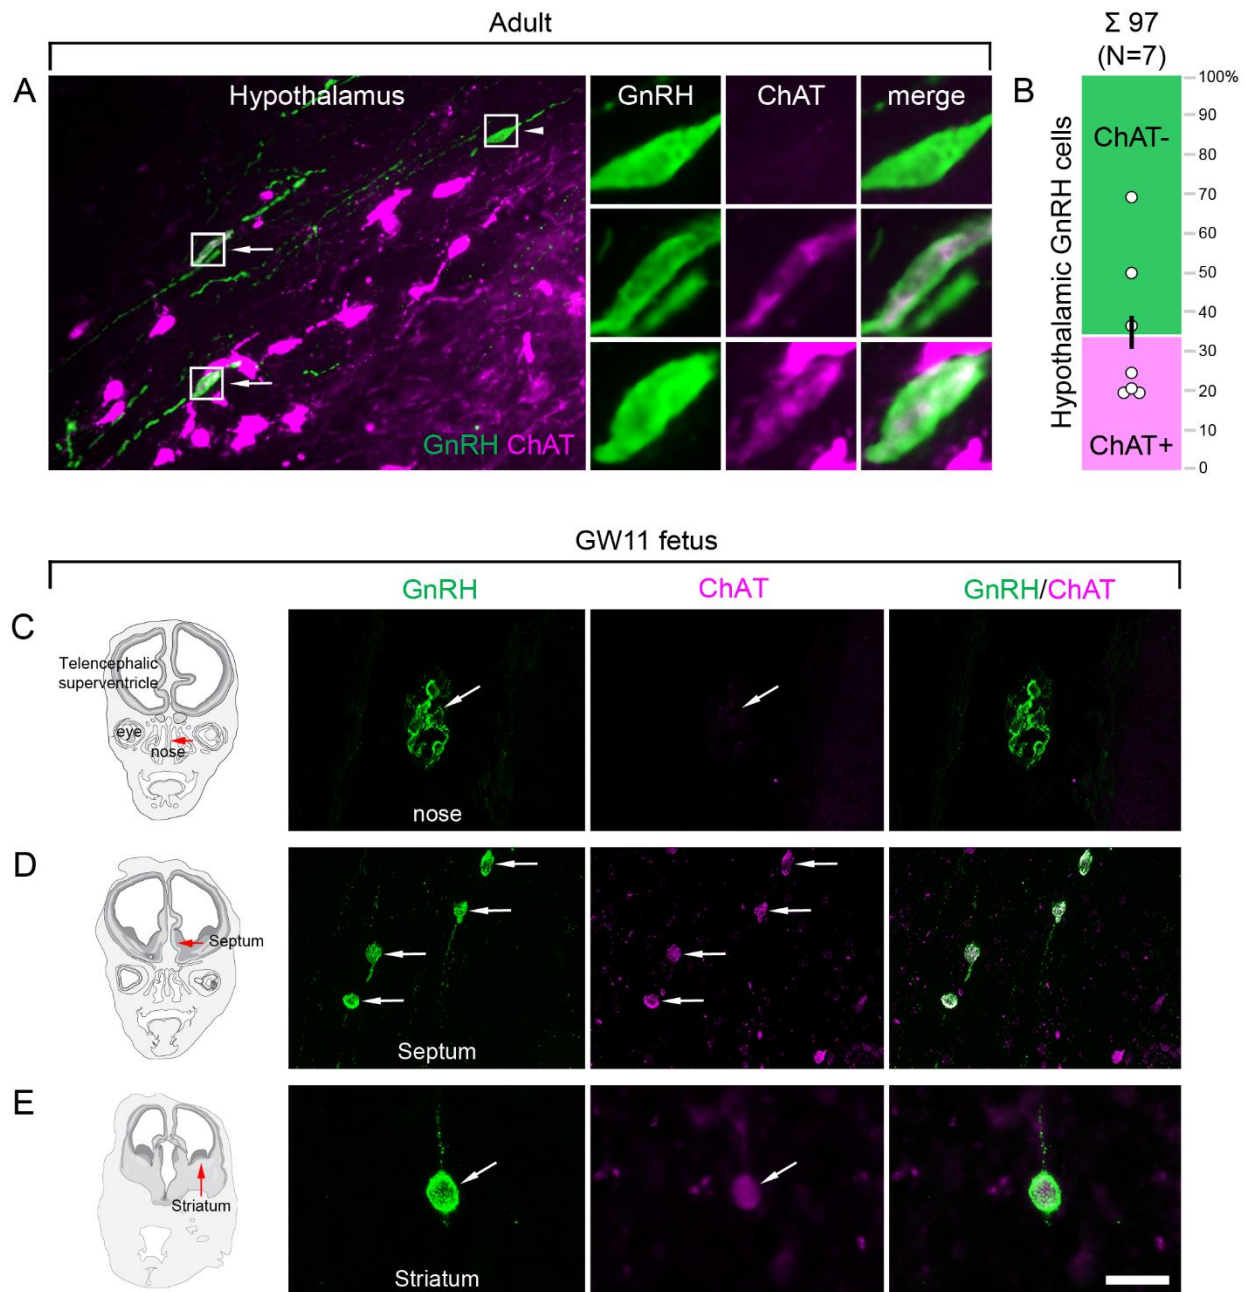 Adult
Σ 97
(N=7)
A
Hypothalamus
GnRH
ChAT
merge
GnRH ChAT
B
Hypothalamic GnRH cells
ChAT-
ChAT+
100%
90
80
70
60
50
40
30
20
10
0
GW11 fetus
GnRH
ChAT
GnRH/ChAT
C
Telencephalic
superventricle
eye
nose
nose
D
Septum
Septum
E
Striatum
Striatum